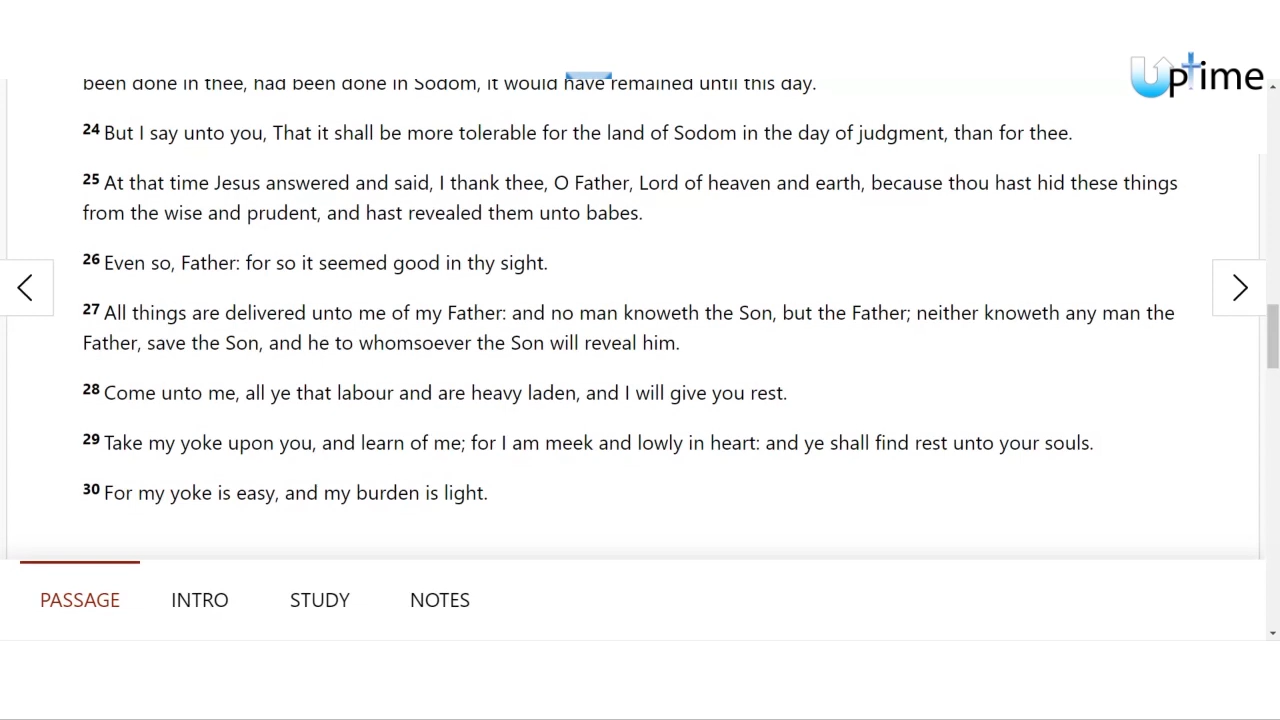 Uptime
been done in thee, had been done in Sodom, it would have remained until this day.
24 But I say unto you, That it shall be more tolerable for the land of Sodom in the day of judgment, than for thee.
25 At that time Jesus answered and said, I thank thee, O Father, Lord of heaven and earth, because thou hast hid these things
from the wise and prudent, and hast revealed them unto babes.
26 Even so, Father: for so it seemed good in thy sight.
27 All things are delivered unto me of my Father: and no man knoweth the Son, but the Father; neither knoweth any man the
Father, save the Son, and he to whomsoever the Son will reveal him.
28 Come unto me, all ye that labour and are heavy laden, and I will give you rest.
29 Take my yoke upon you, and learn of me; for I am meek and lowly in heart: and ye shall find rest unto your souls.
30 For my yoke is easy, and my burden is light.
PASSAGE INTRO STUDY NOTES